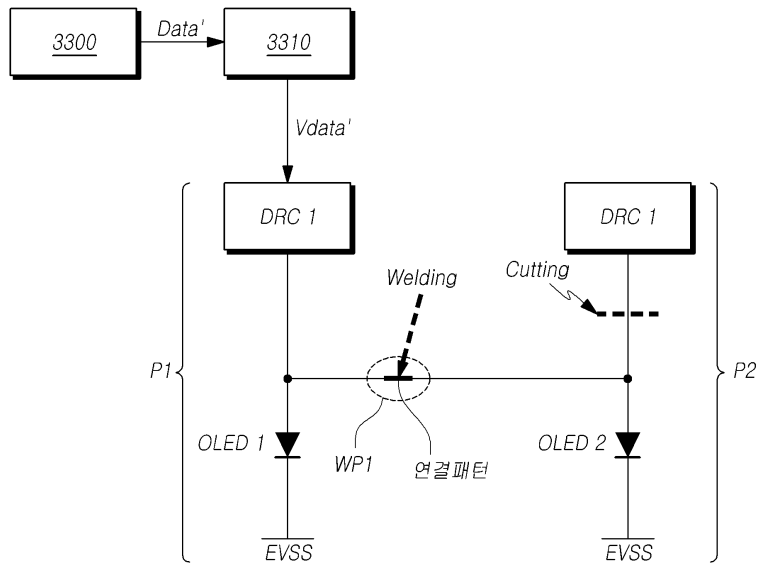 3300
Data'
3310
Vdata'
DRC 1
DRC 1
Welding
Cutting
P1
P2
OLED 1
WP1
연결패턴
OLED 2
EVSS
EVSS